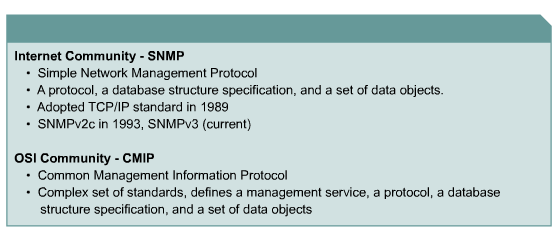 Internet Community - SNMP
• Simple Network Management Protocol
• A protocol, a database structure specification, and a set of data objects.
• Adopted TCP/IP standard in 1989
• SNMPv2c in 1993, SNMPv3 (current)
OSI Community - CMIP
• Common Management Information Protocol
• Complex set of standards, defines a management service, a protocol, a database
structure specification, and a set of data objects